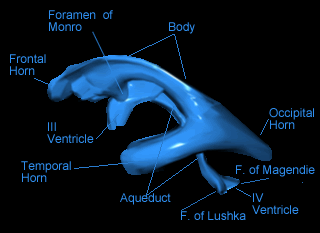 Foramen of
Monro
Body
Frontal
Horn
III
Ventricle
Occipital
Horn
Temporal
Horn
F. of Magendie
Aqueduct
IV
Ventricle
F. of Lushka